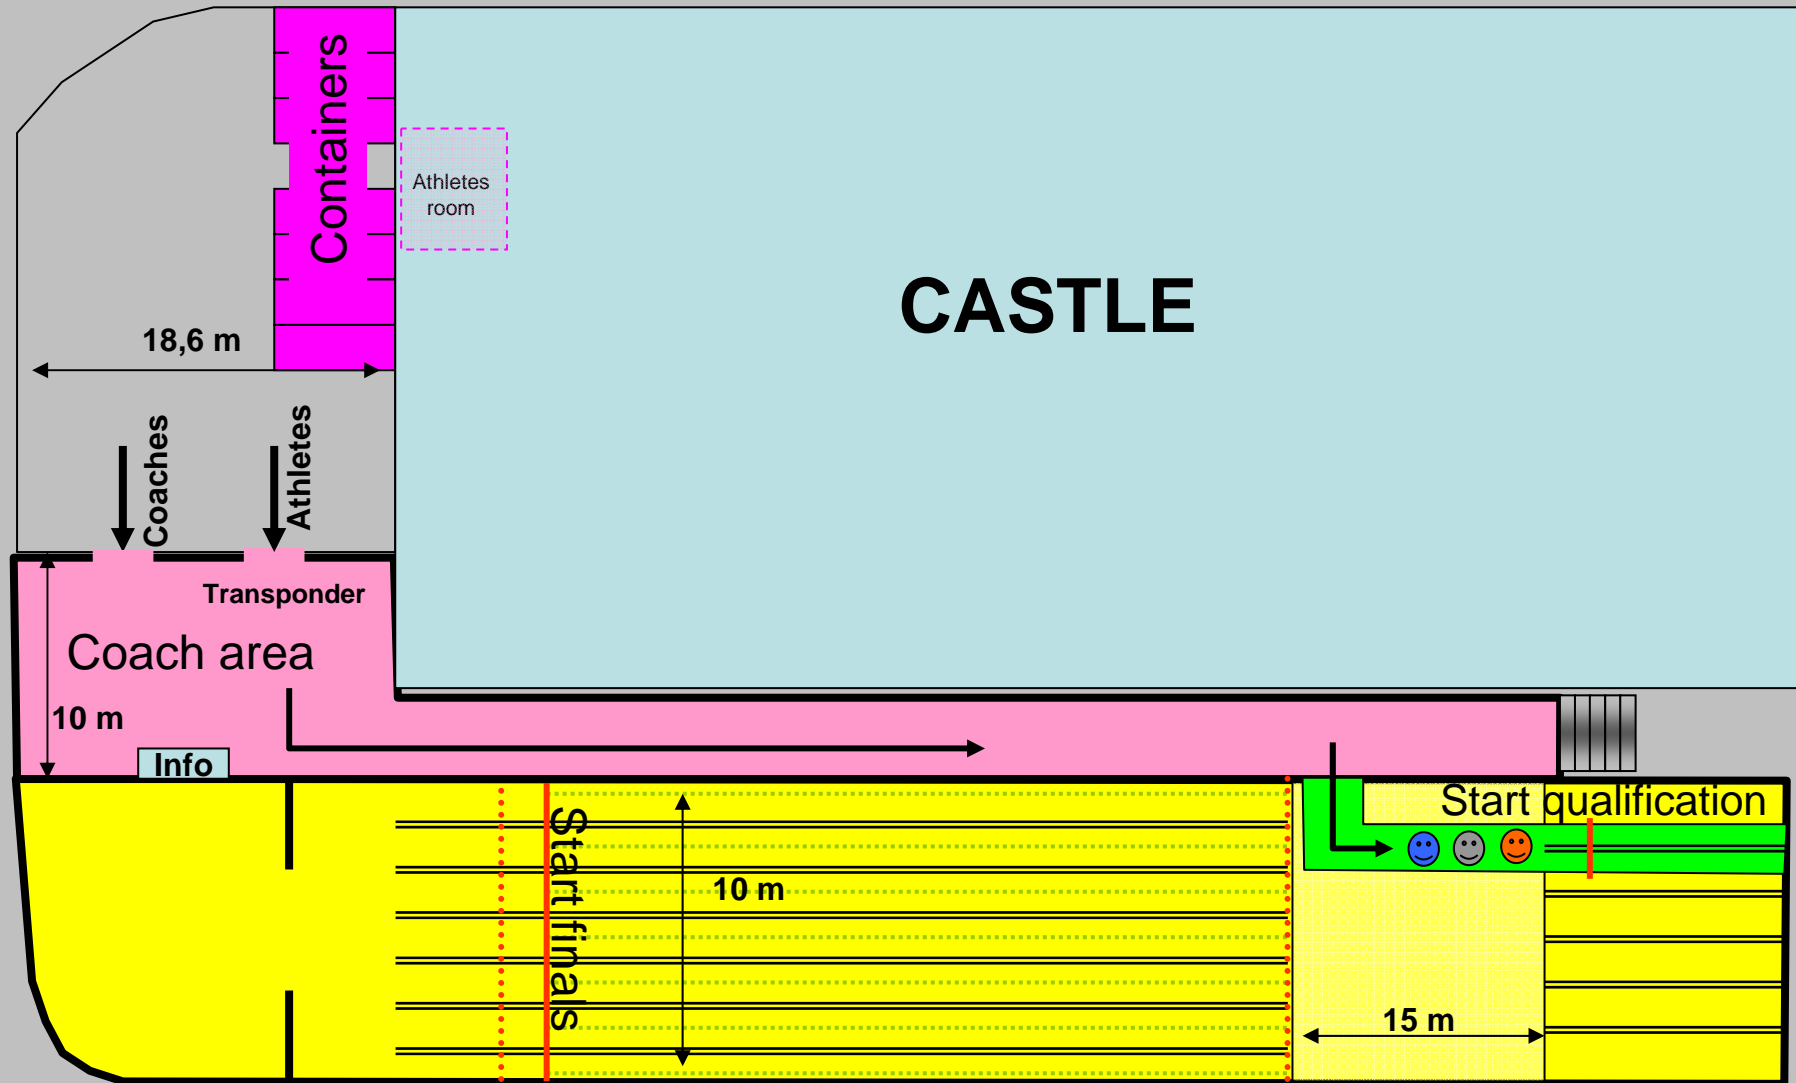 Containers
Athletes
room
CASTLE
18,6 m
Coaches
Athletes
Transponder
Coach area
10 m
Info
Start qualification
Start finals
10 m
15 m